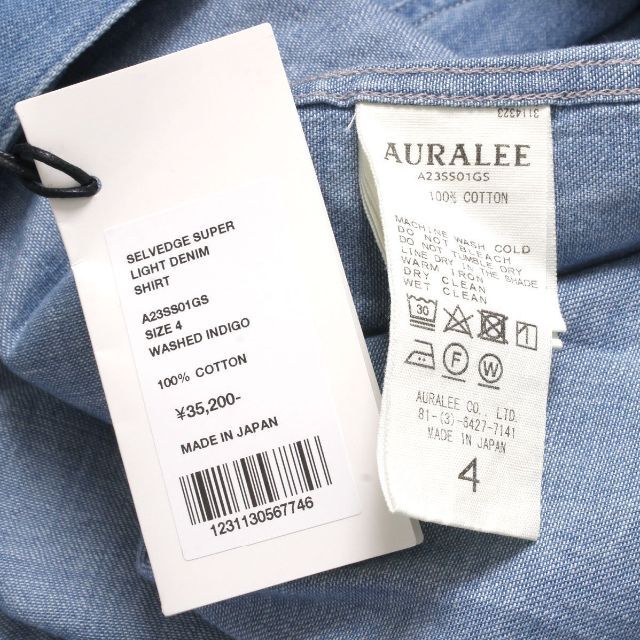 SELVEDGE SUPER
LIGHT DENIM
SHIRT
A23SS01GS
SIZE 4
WASHED INDIGO
100% COTTON
¥35,200-
MADE IN JAPAN
1231130567746
3114323
AURALEE
A23SS01GS
100% COTTON
MACHINE WASH COLD
DO NOT BLEACH
DO NOT TUMBLE DRY
LINE DRY IN THE SHADE
WARM IRON
DRY CLEAN
WET CLEAN
30
F
W
AURALEE CO., LTD.
81-(3)-6427-7141
MADE IN JAPAN
4